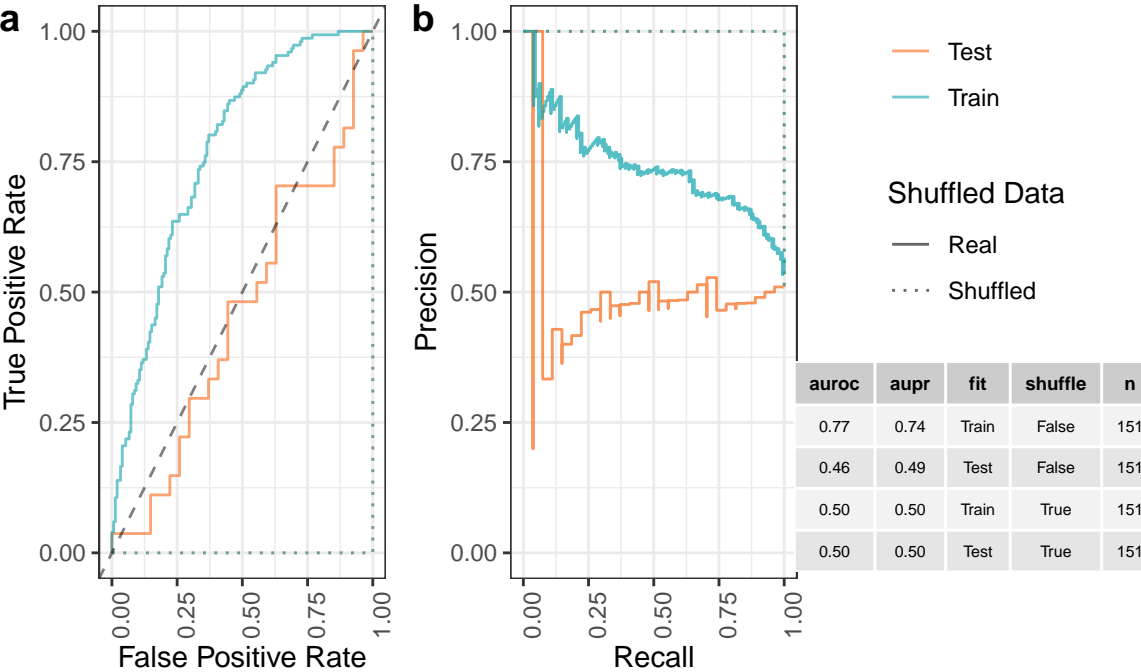 a
True Positive Rate
1.00
0.75
0.50
0.25
0.00
0.00
0.25
0.50
0.75
1.00
False Positive Rate
b
Precision
1.00
0.75
0.50
0.25
0.00
0.00
0.25
0.50
0.75
1.00
Recall
Test
Train
Shuffled Data
Real
Shuffled
auroc aupr fit shuffle n
0.77 0.74 Train False 151
0.46 0.49 Test False 151
0.50 0.50 Train True 151
0.50 0.50 Test True 151